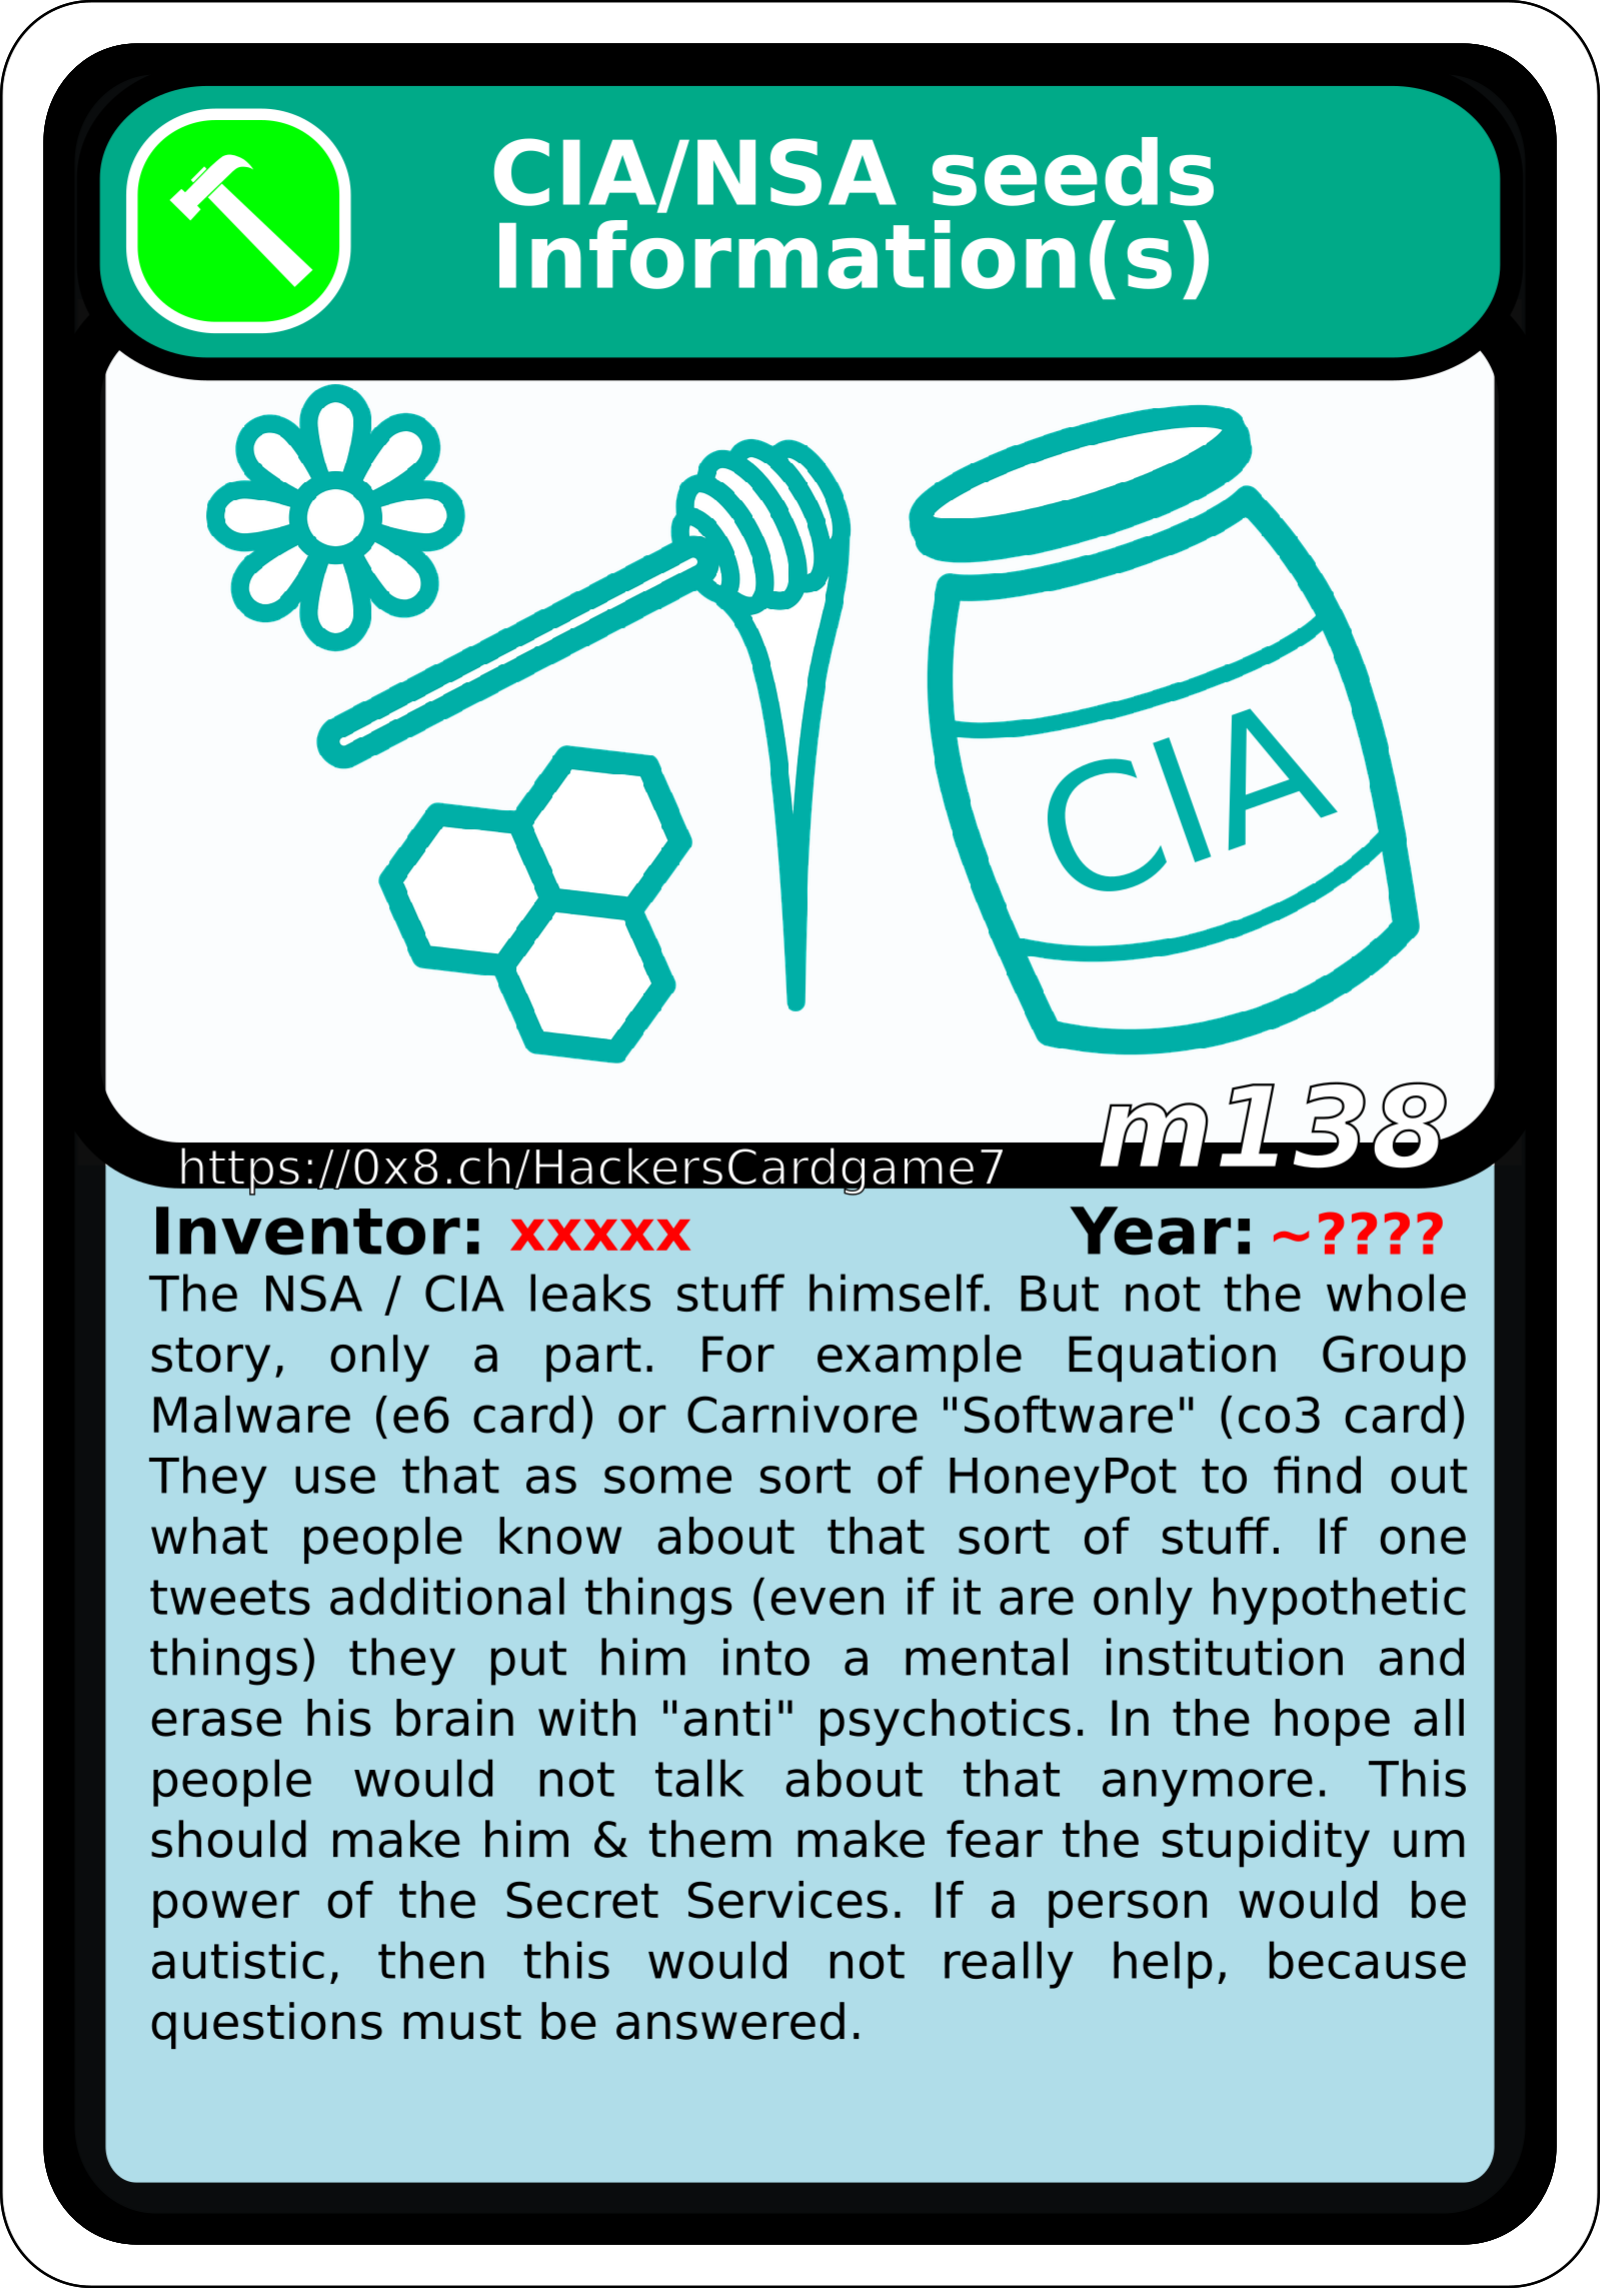 CIA/NSA seeds
Information(s)
CIA
m138
https://0x8.ch/HackersCardgame7
Inventor: xxxxx Year: ~????
The NSA / CIA leaks stuff himself. But not the whole
story, only a part. For example Equation Group
Malware (e6 card) or Carnivore "Software" (co3 card)
They use that as some sort of HoneyPot to find out
what people know about that sort of stuff. If one
tweets additional things (even if it are only hypothetic
things) they put him into a mental institution and
erase his brain with "anti" psychotics. In the hope all
people would not talk about that anymore. This
should make him & them make fear the stupidity um
power of the Secret Services. If a person would be
autistic, then this would not really help, because
questions must be answered.